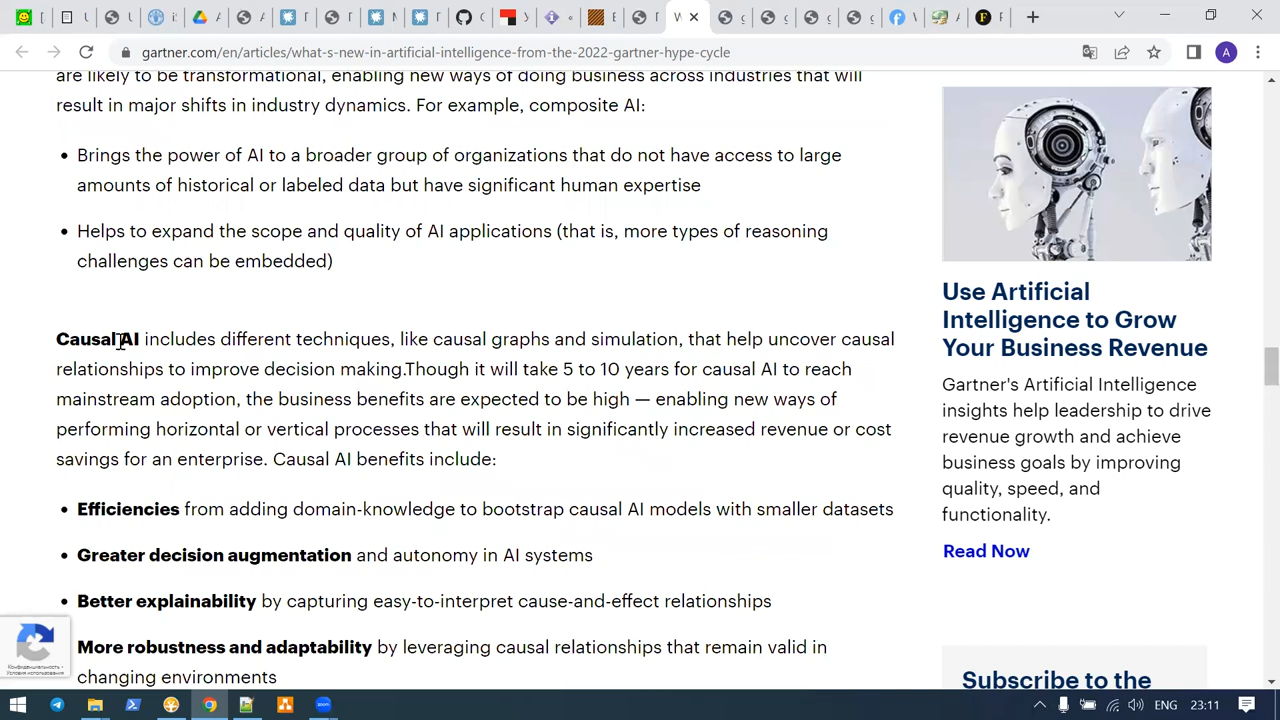 gartner.com/en/articles/what-s-new-in-artificial-intelligence-from-the-2022-gartner-hype-cycle
A
are likely to be transformational, enabling new ways of doing business across industries that will
result in major shifts in industry dynamics. For example, composite AI:
Brings the power of AI to a broader group of organizations that do not have access to large
amounts of historical or labeled data but have significant human expertise
Helps to expand the scope and quality of AI applications (that is, more types of reasoning
challenges can be embedded)
Causal AI includes different techniques, like causal graphs and simulation, that help uncover causal
relationships to improve decision making.Though it will take 5 to 10 years for causal AI to reach
mainstream adoption, the business benefits are expected to be high — enabling new ways of
performing horizontal or vertical processes that will result in significantly increased revenue or cost
savings for an enterprise. Causal AI benefits include:
Efficiencies from adding domain-knowledge to bootstrap causal AI models with smaller datasets
Greater decision augmentation and autonomy in AI systems
Better explainability by capturing easy-to-interpret cause-and-effect relationships
More robustness and adaptability by leveraging causal relationships that remain valid in
changing environments
Use Artificial
Intelligence to Grow
Your Business Revenue
Gartner's Artificial Intelligence
insights help leadership to drive
revenue growth and achieve
business goals by improving
quality, speed, and
functionality.
Read Now
Subscribe to the
Конфиденциальность -
Условия использования
ENG
23:11